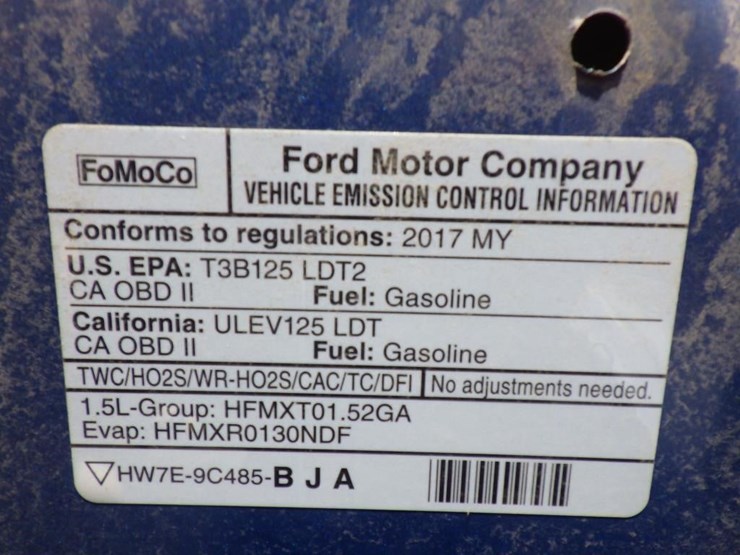 FoMoCo
Ford Motor Company
VEHICLE EMISSION CONTROL INFORMATION
Conforms to regulations: 2017 MY
U.S. EPA: T3B125 LDT2
CA OBD II Fuel: Gasoline
California: ULEV125 LDT
CA OBD II Fuel: Gasoline
TWC/HO2S/WR-HO2S/CAC/TC/DFI No adjustments needed.
1.5L-Group: HFMXT01.52GA
Evap: HFMXR0130NDF
HW7E-9C485-B J A